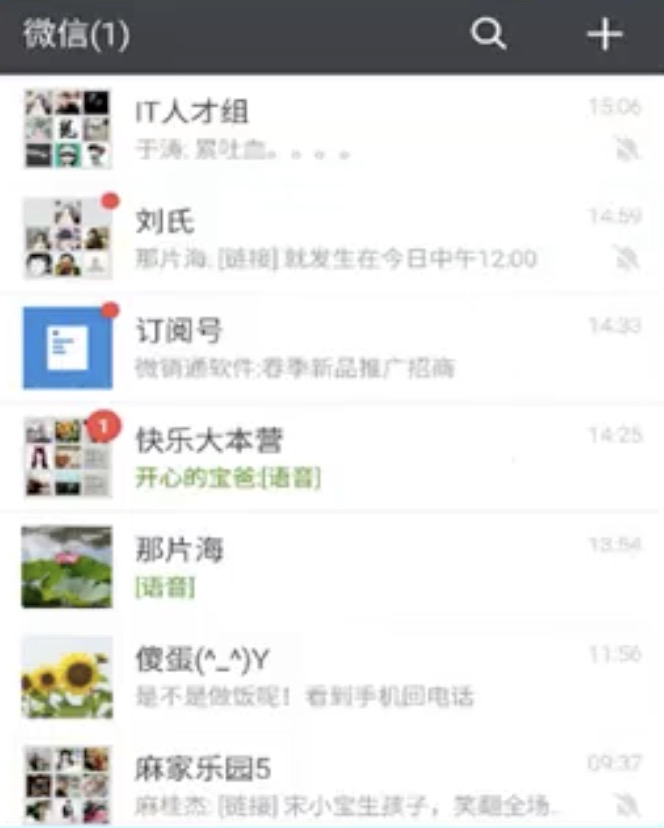 微信(1)
IT人才组
15:06
于涛: 累吐血。。。。
刘氏
14:59
那片海: [链接] 就发生在今日中午12:00
订阅号
14:33
微销通软件:春季新品推广招商
1
快乐大本营
14:25
开心的宝爸:[语音]
那片海
13:54
[语音]
傻蛋(^_^)Y
11:56
是不是做饭呢！看到手机回电话
麻家乐园5
09:37
麻桂杰: [链接] 宋小宝生孩子，笑翻全场...